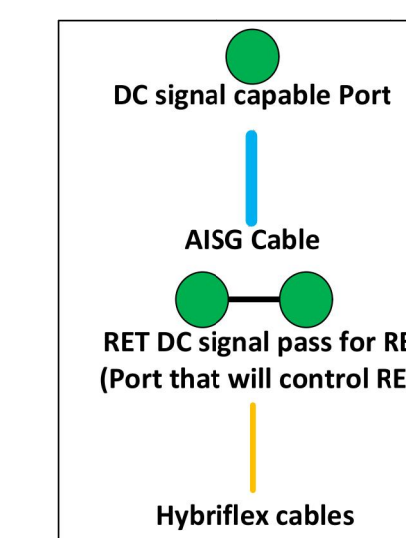 DC signal capable Port
AISG Cable
RET DC signal pass for RE
(Port that will control RE
Hybriflex cables